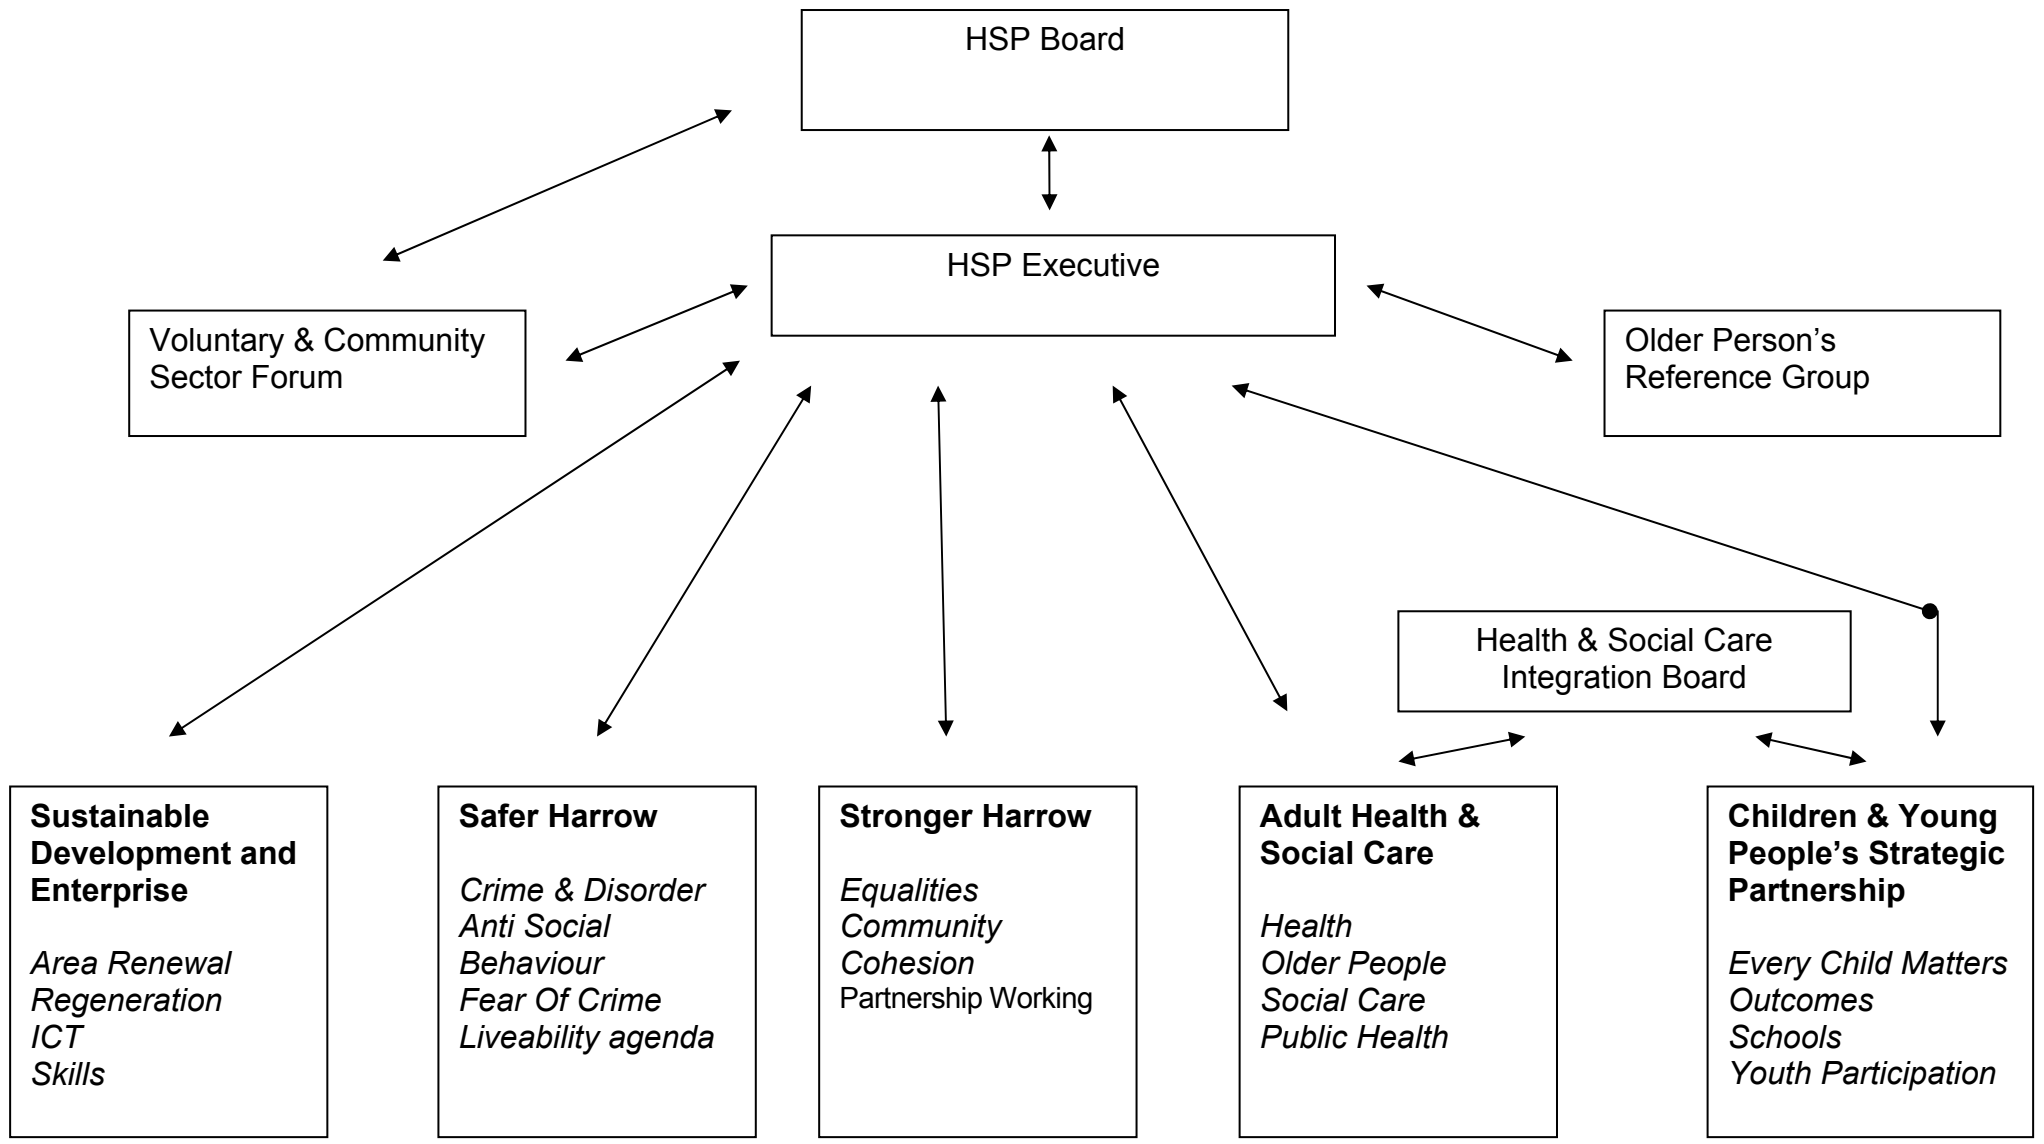 HSP Board
HSP Executive
Voluntary & Community
Sector Forum
Older Person’s
Reference Group
Health & Social Care
Integration Board
Sustainable
Development and
Enterprise
Area Renewal
Regeneration
ICT
Skills
Safer Harrow
Crime & Disorder
Anti Social
Behaviour
Fear Of Crime
Liveability agenda
Stronger Harrow
Equalities
Community
Cohesion
Partnership Working
Adult Health &
Social Care
Health
Older People
Social Care
Public Health
Children & Young
People’s Strategic
Partnership
Every Child Matters
Outcomes
Schools
Youth Participation